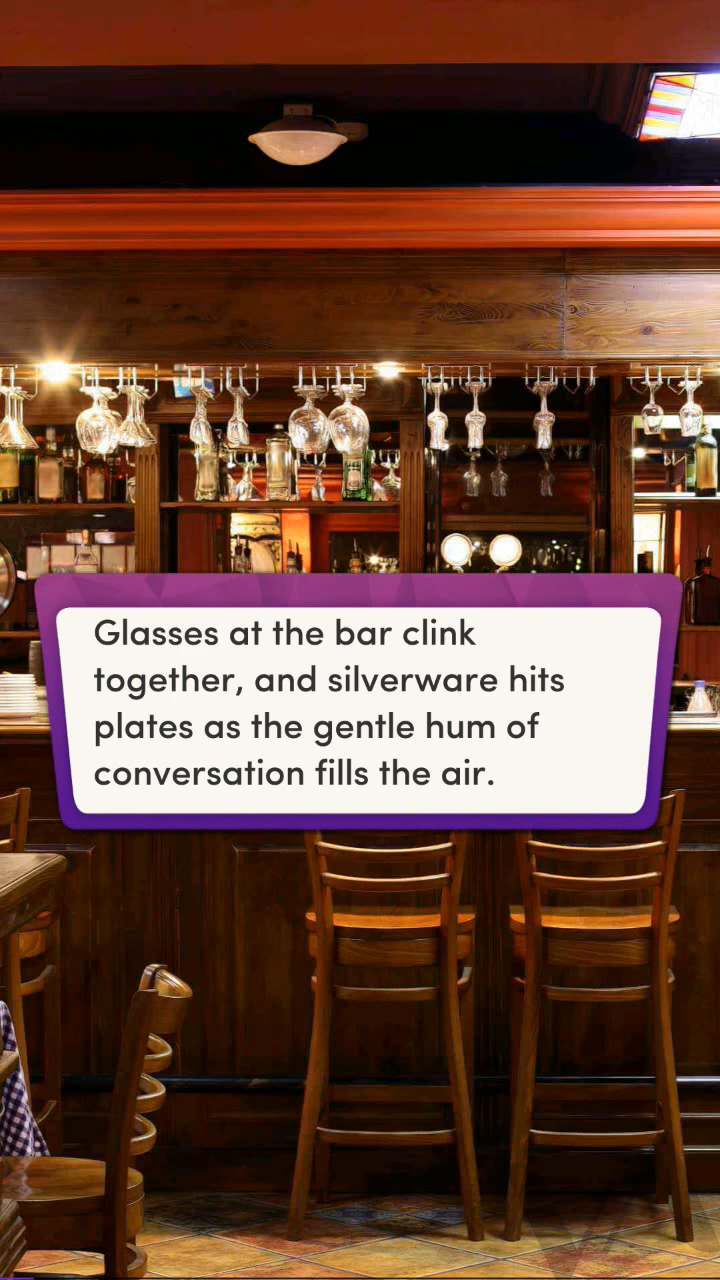 Glasses at the bar clink
together, and silverware hits
plates as the gentle hum of
conversation fills the air.